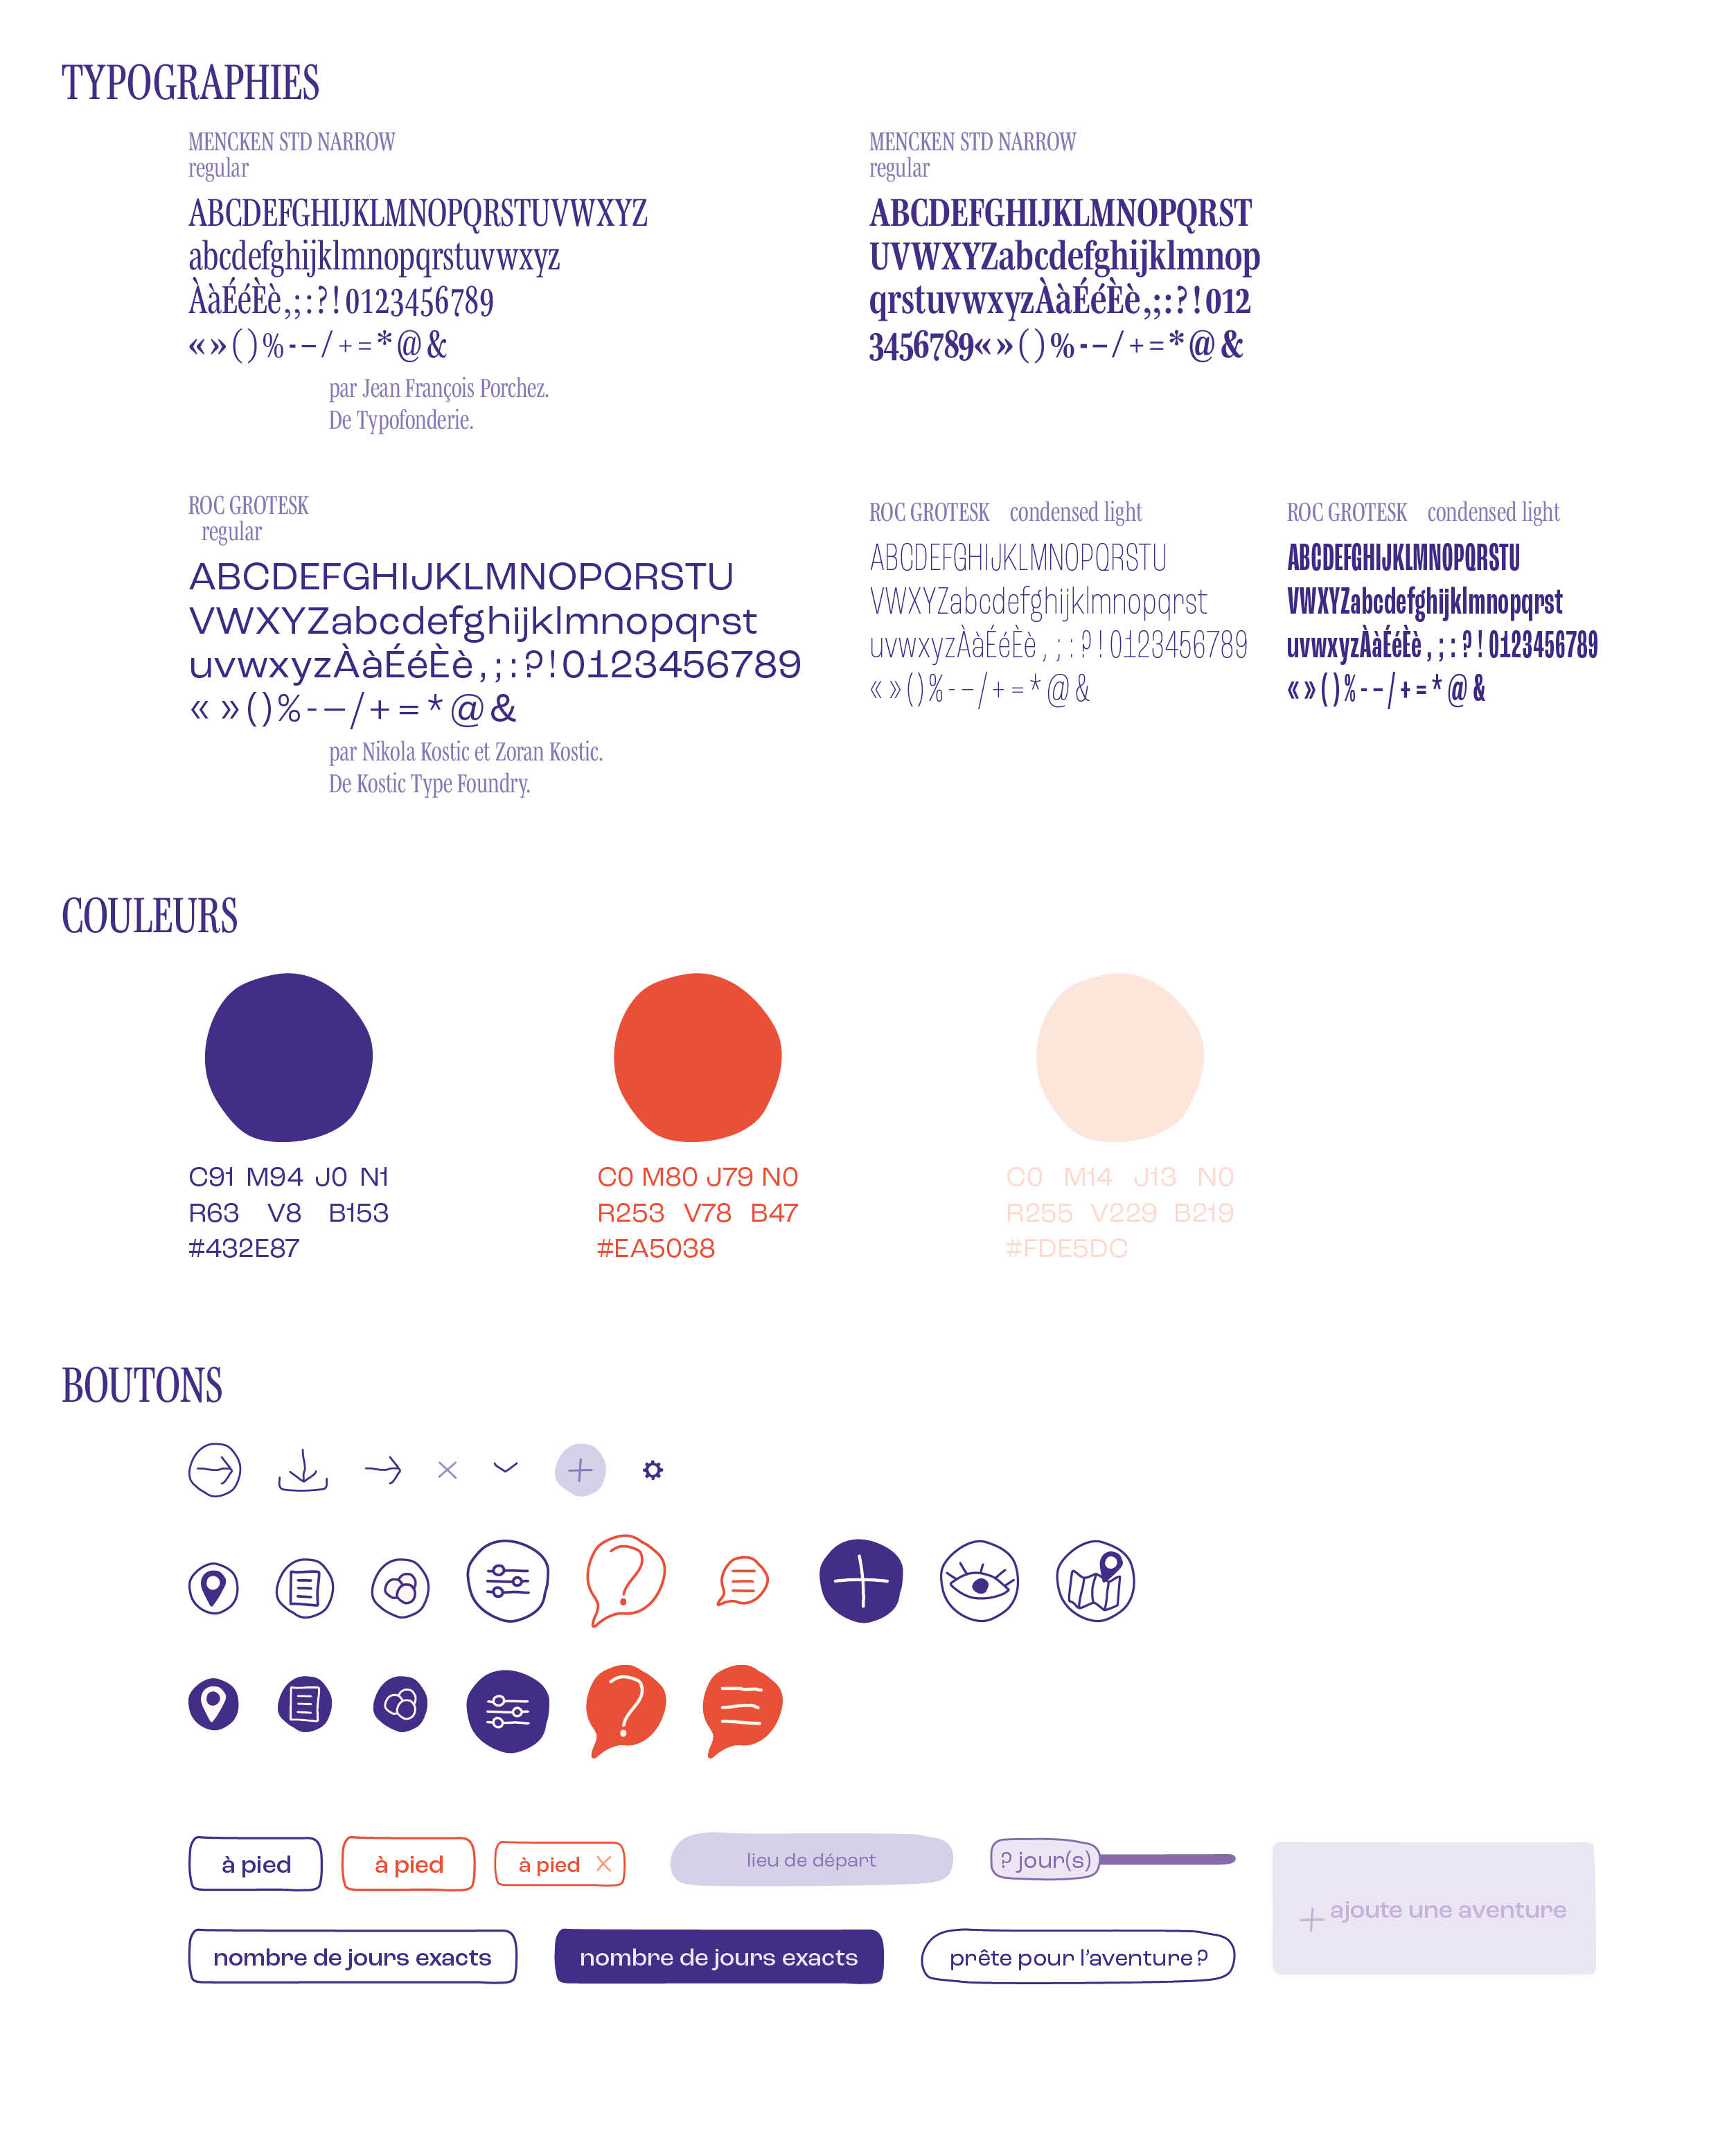 TYPOGRAPHIES
MENCKEN STD NARROW
regular
ABCDEFGHIJKLMNOPQRSTUVWXYZ
abcdefghijklmnopqrstuvwxyz
ÀàÉéÈè,;:?!0123456789
«»()%-–/+=*@&
par Jean François Porchez.
De Typofonderie.
MENCKEN STD NARROW
regular
ABCDEFGHIJKLMNOPQRST
UVWXYZabcdefghijklmnop
qrstuvwxyzÀàÉéÈè,;:?!012
3456789«»()%-–/+=*@&
ROC GROTESK
regular
ABCDEFGHIJKLMNOPQRSTU
VWXYZabcdefghijklmnopqrst
uvwxyzÀàÉéÈè,;:?!0123456789
«»()%-–/+=*@&
par Nikola Kostic et Zoran Kostic.
De Kostic Type Foundry.
ROC GROTESK condensed light
ABCDEFGHIJKLMNOPQRSTU
VWXYZabcdefghijklmnopqrst
uvwxyzÀàÉéÈè,;:?!0123456789
«»()%-–/+=*@&
ROC GROTESK condensed light
ABCDEFGHIJKLMNOPQRSTU
VWXYZabcdefghijklmnopqrst
uvwxyzÀàÉéÈè,;:?!0123456789
«»()%-–/+=*@&
COULEURS
C91 M94 J0 N1
R63 V8 B153
#432E87
C0 M80 J79 N0
R253 V78 B47
#EA5038
C0 M14 J13 N0
R255 V229 B219
#FDE5DC
BOUTONS
?
?
à pied
à pied
à pied ×
lieu de départ
? jour(s)
+ ajoute une aventure
nombre de jours exacts
nombre de jours exacts
prête pour l'aventure ?